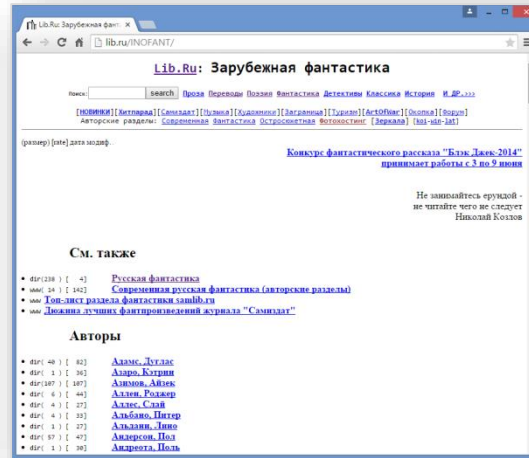 Lib.Ru: Зарубежная фант
lib.ru/INOFANT/
Lib.Ru: Зарубежная фантастика
Поиск: search Проза Переводы Поэзия Фантастика Детективы Классика История И ДР.>>>
[НОВИНКИ][Хитпарад][Самиздат][Музыка][Художники][Заграница][Туризм][ArtOfWar][Окопка][Форум]
Авторские разделы: Современная Фантастика Остросюжетная Фотохостинг [Зеркала] [koi-win-lat]
(размер) [rate] дата модиф.
Конкурс фантастического рассказа "Блэк Джек-2014"
принимает работы с 3 по 9 июня
Не занимайтесь ерундой -
не читайте чего не следует
Николай Козлов
См. также
dir(238 ) [ 4] Русская фантастика
www( 14 ) [ 142] Современная русская фантастика (авторские разделы)
www Топ-лист раздела фантастики samlib.ru
www Дюжина лучших фантпроизведений журнала "Самиздат"
Авторы
dir( 40 ) [ 82] Адамс, Дуглас
dir( 1 ) [ 36] Азаро, Кэтрин
dir(107 ) [ 107] Азимов, Айзек
dir( 6 ) [ 44] Аллен, Роджер
dir( 4 ) [ 27] Аллес, Слай
dir( 4 ) [ 33] Альбано, Питер
dir( 1 ) [ 27] Альдани, Лино
dir( 57 ) [ 47] Андерсон, Пол
dir( 1 ) [ 30] Андреота, Поль